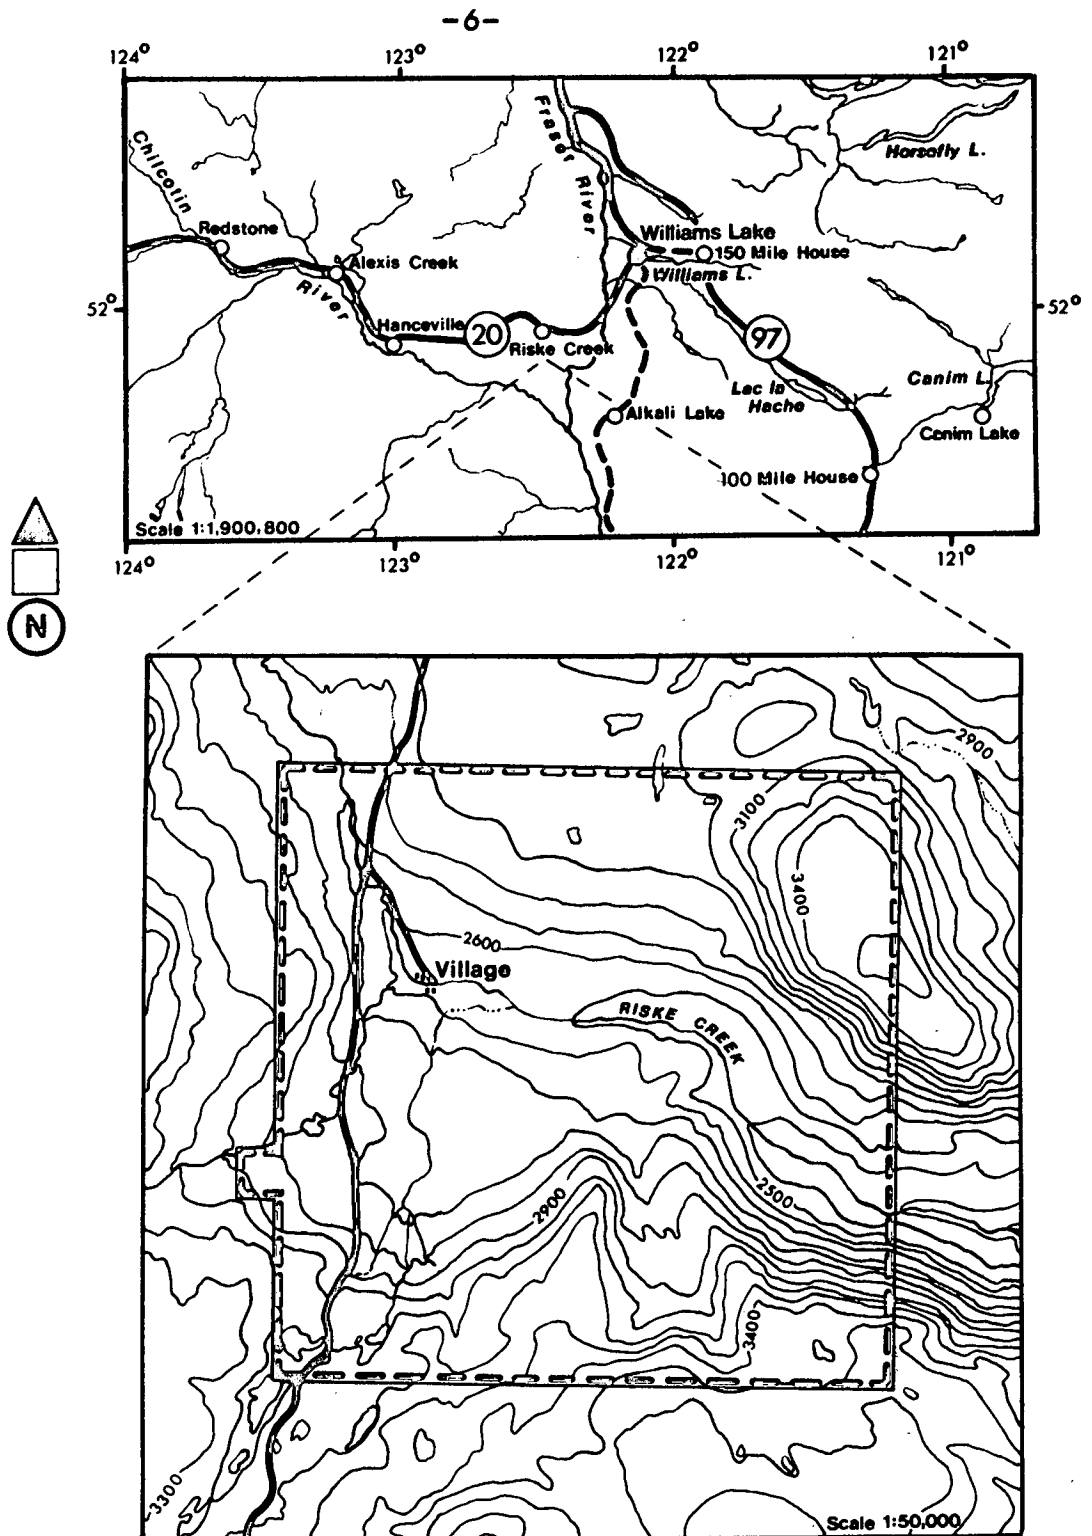 -6-
124° 123° 122° 121°
Fraser River
Chilcotin
Horsefly L.
Redstone
Williams Lake
150 Mile House
Alexis Creek
Williams L.
River
52° 52°
Hanceville
20
97
Riske Creek
Canim L.
Lac la
Hache
Alkali Lake
Canim Lake
100 Mile House
Scale 1:1,900,800
124° 123° 122° 121°
N
2900
3100
3400
2600
Village
RISKE CREEK
2500
2900
3400
3300
Scale 1:50,000